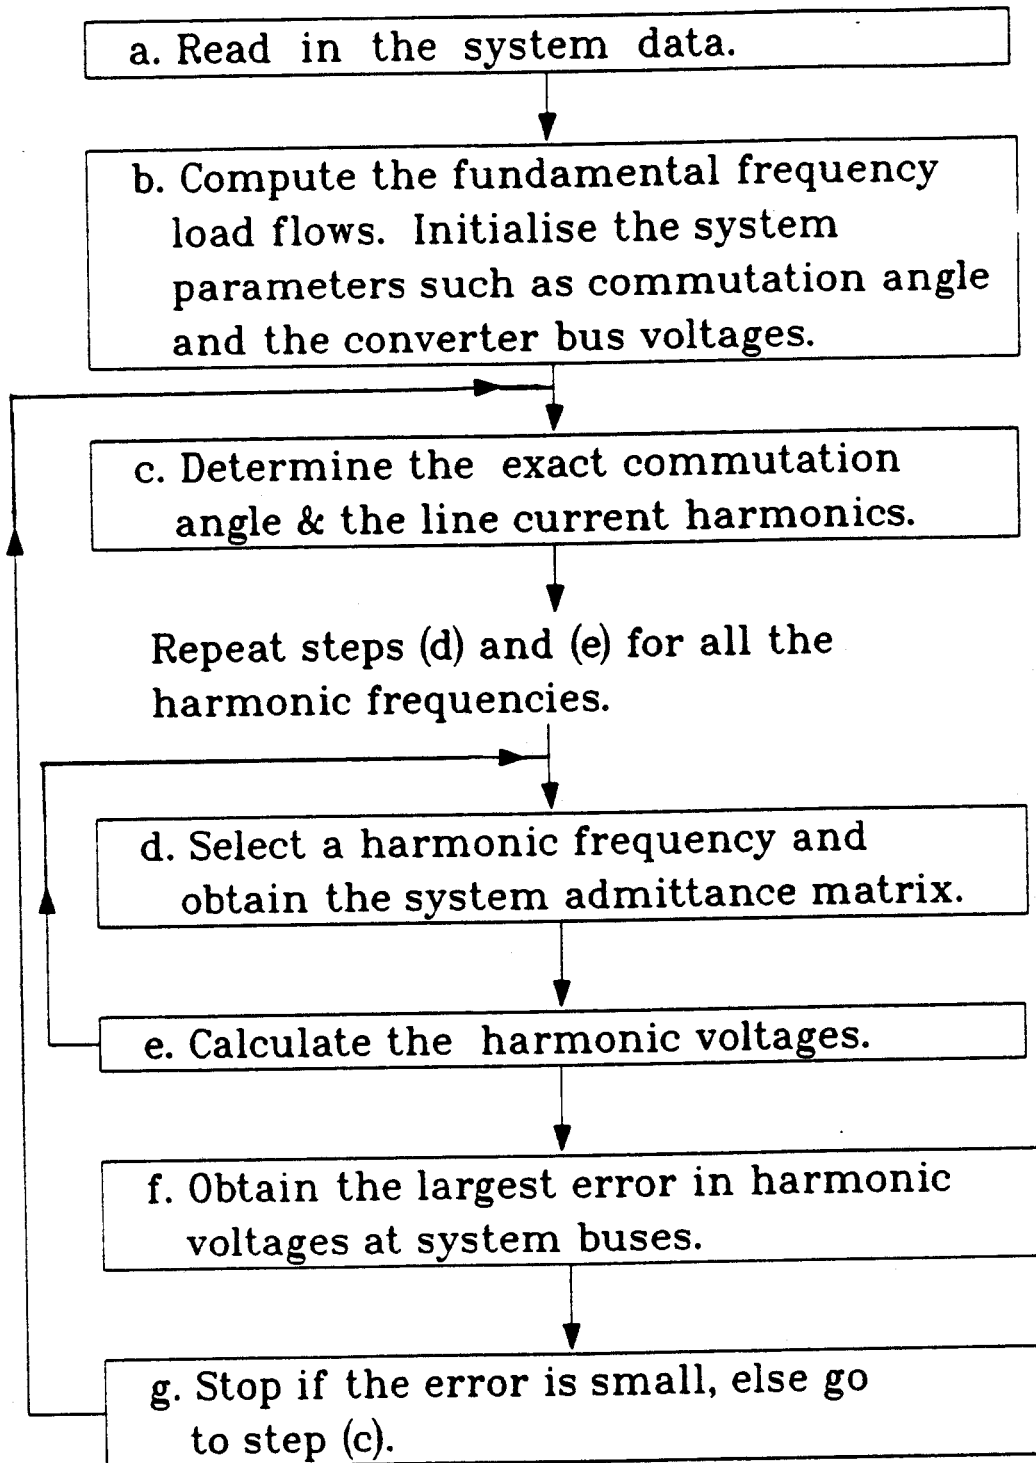 a. Read in the system data.
b. Compute the fundamental frequency
load flows. Initialise the system
parameters such as commutation angle
and the converter bus voltages.
c. Determine the exact commutation
angle & the line current harmonics.
Repeat steps (d) and (e) for all the
harmonic frequencies.
d. Select a harmonic frequency and
obtain the system admittance matrix.
e. Calculate the harmonic voltages.
f. Obtain the largest error in harmonic
voltages at system buses.
g. Stop if the error is small, else go
to step (c).